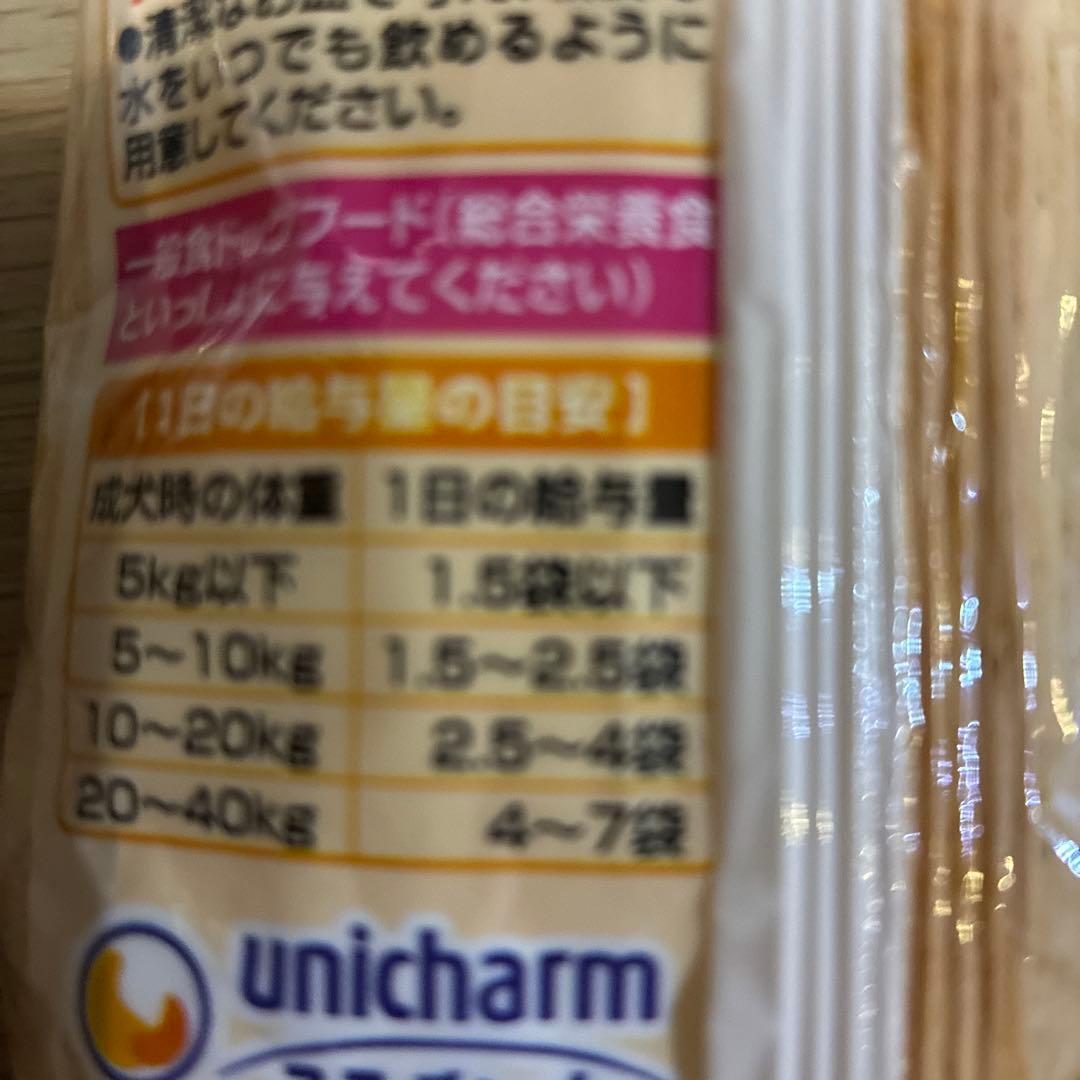 ●清潔なお皿で与え、
水をいつでも飲めるように
用意してください。
一般食ドッグフード(総合栄養食
といっしょに与えてください)
【1日の給与量の目安】
成犬時の体重 1日の給与量
5kg以下 1.5袋以下
5～10kg 1.5～2.5袋
10～20kg 2.5～4袋
20～40kg 4～7袋
unicharm